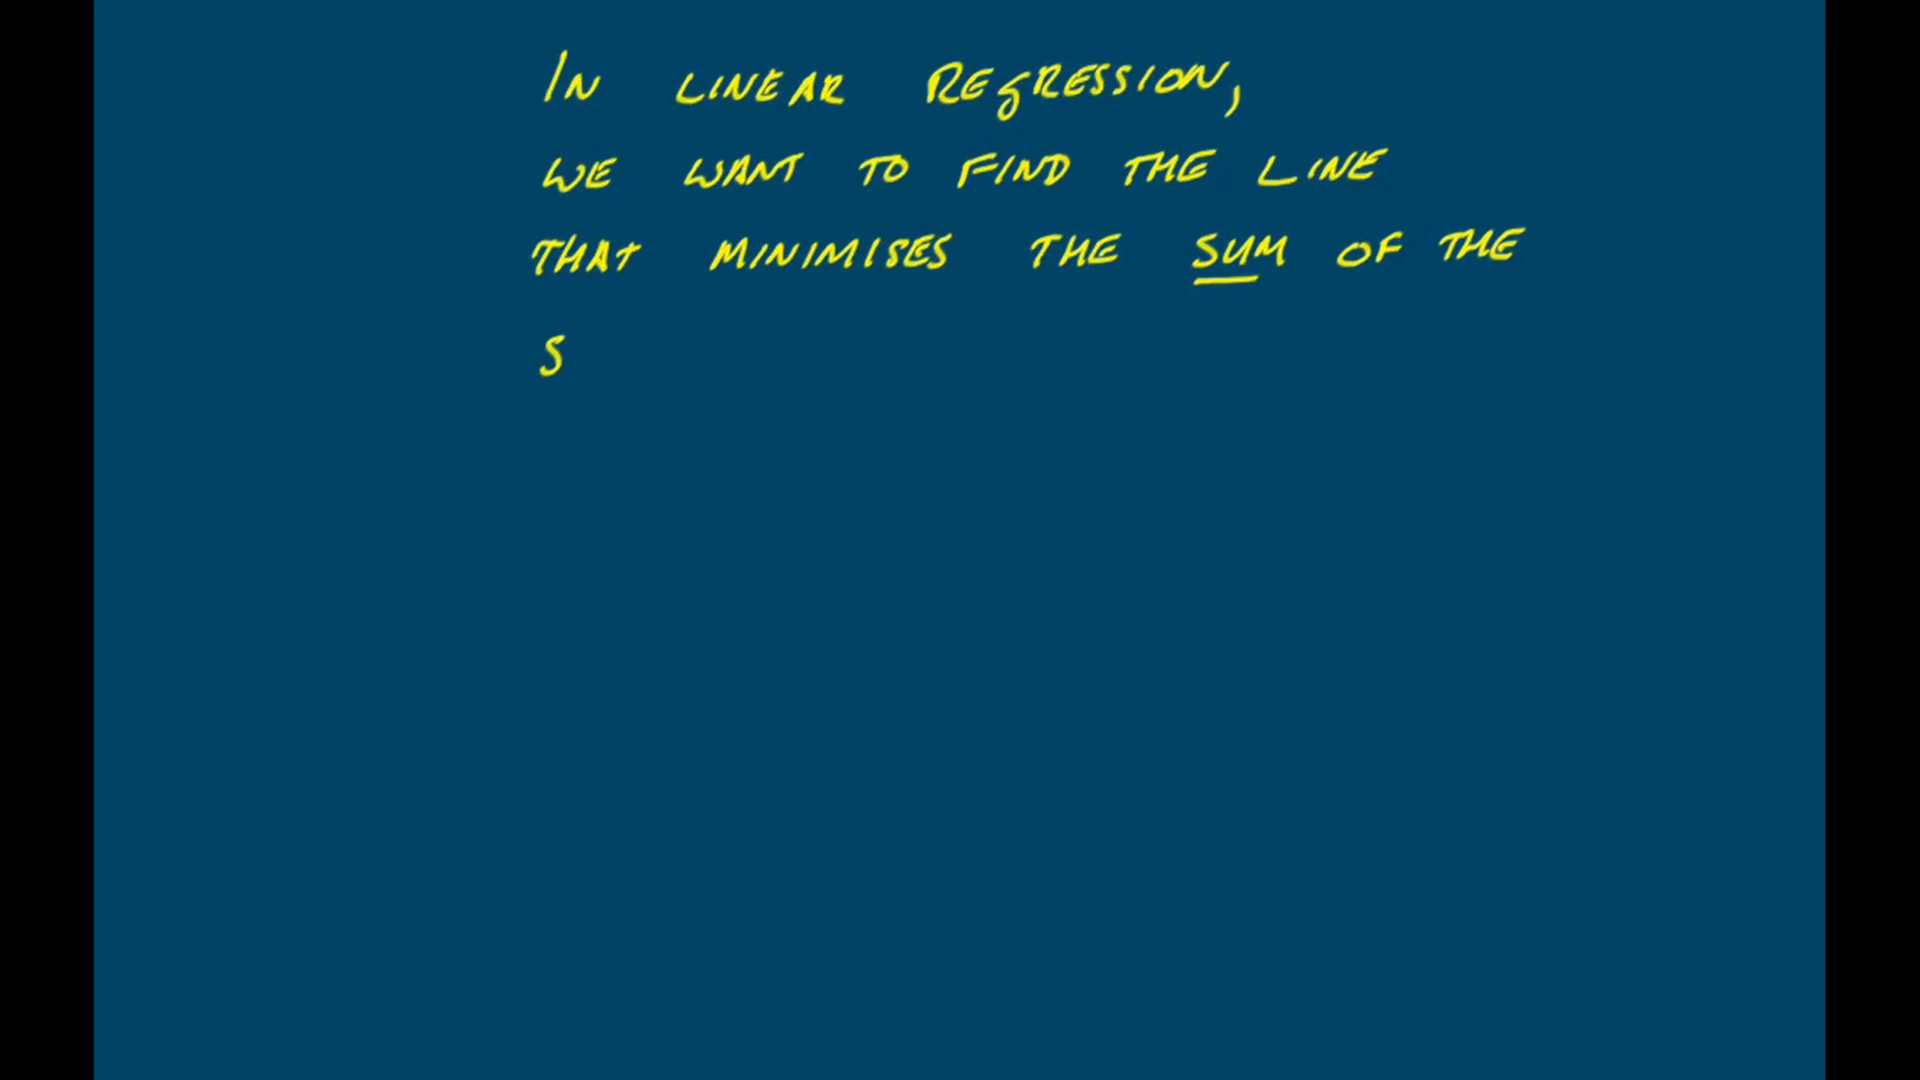 IN LINEAR REGRESSION,
WE WANT TO FIND THE LINE
THAT MINIMISES THE SUM OF THE
S